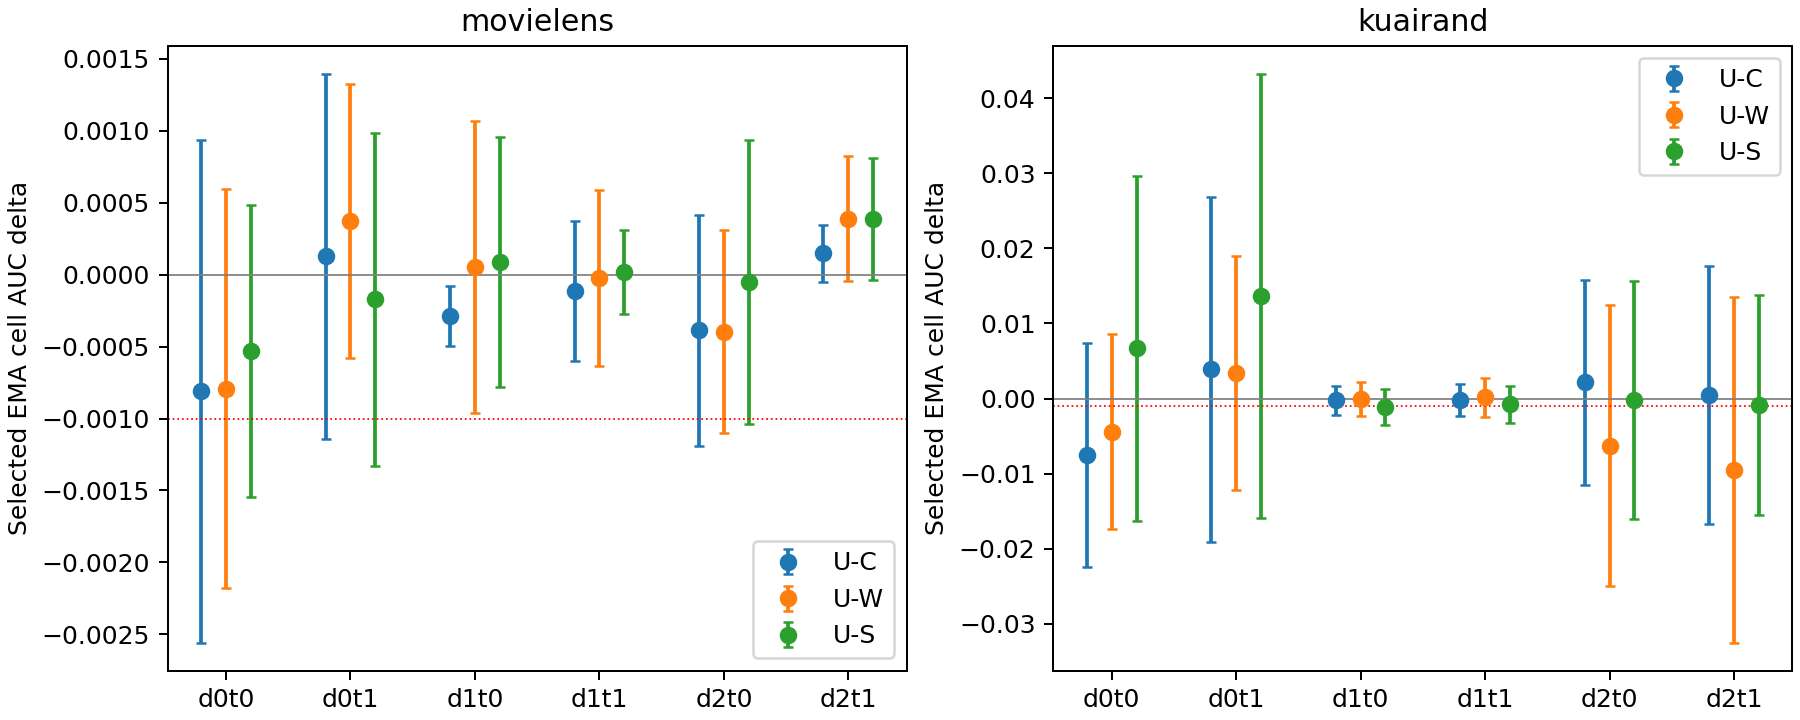 movielens
Selected EMA cell AUC delta
0.0015
0.0010
0.0005
0.0000
−0.0005
−0.0010
−0.0015
−0.0020
−0.0025
d0t0 d0t1 d1t0 d1t1 d2t0 d2t1
U-C
U-W
U-S
kuairand
Selected EMA cell AUC delta
0.04
0.03
0.02
0.01
0.00
−0.01
−0.02
−0.03
d0t0 d0t1 d1t0 d1t1 d2t0 d2t1
U-C
U-W
U-S